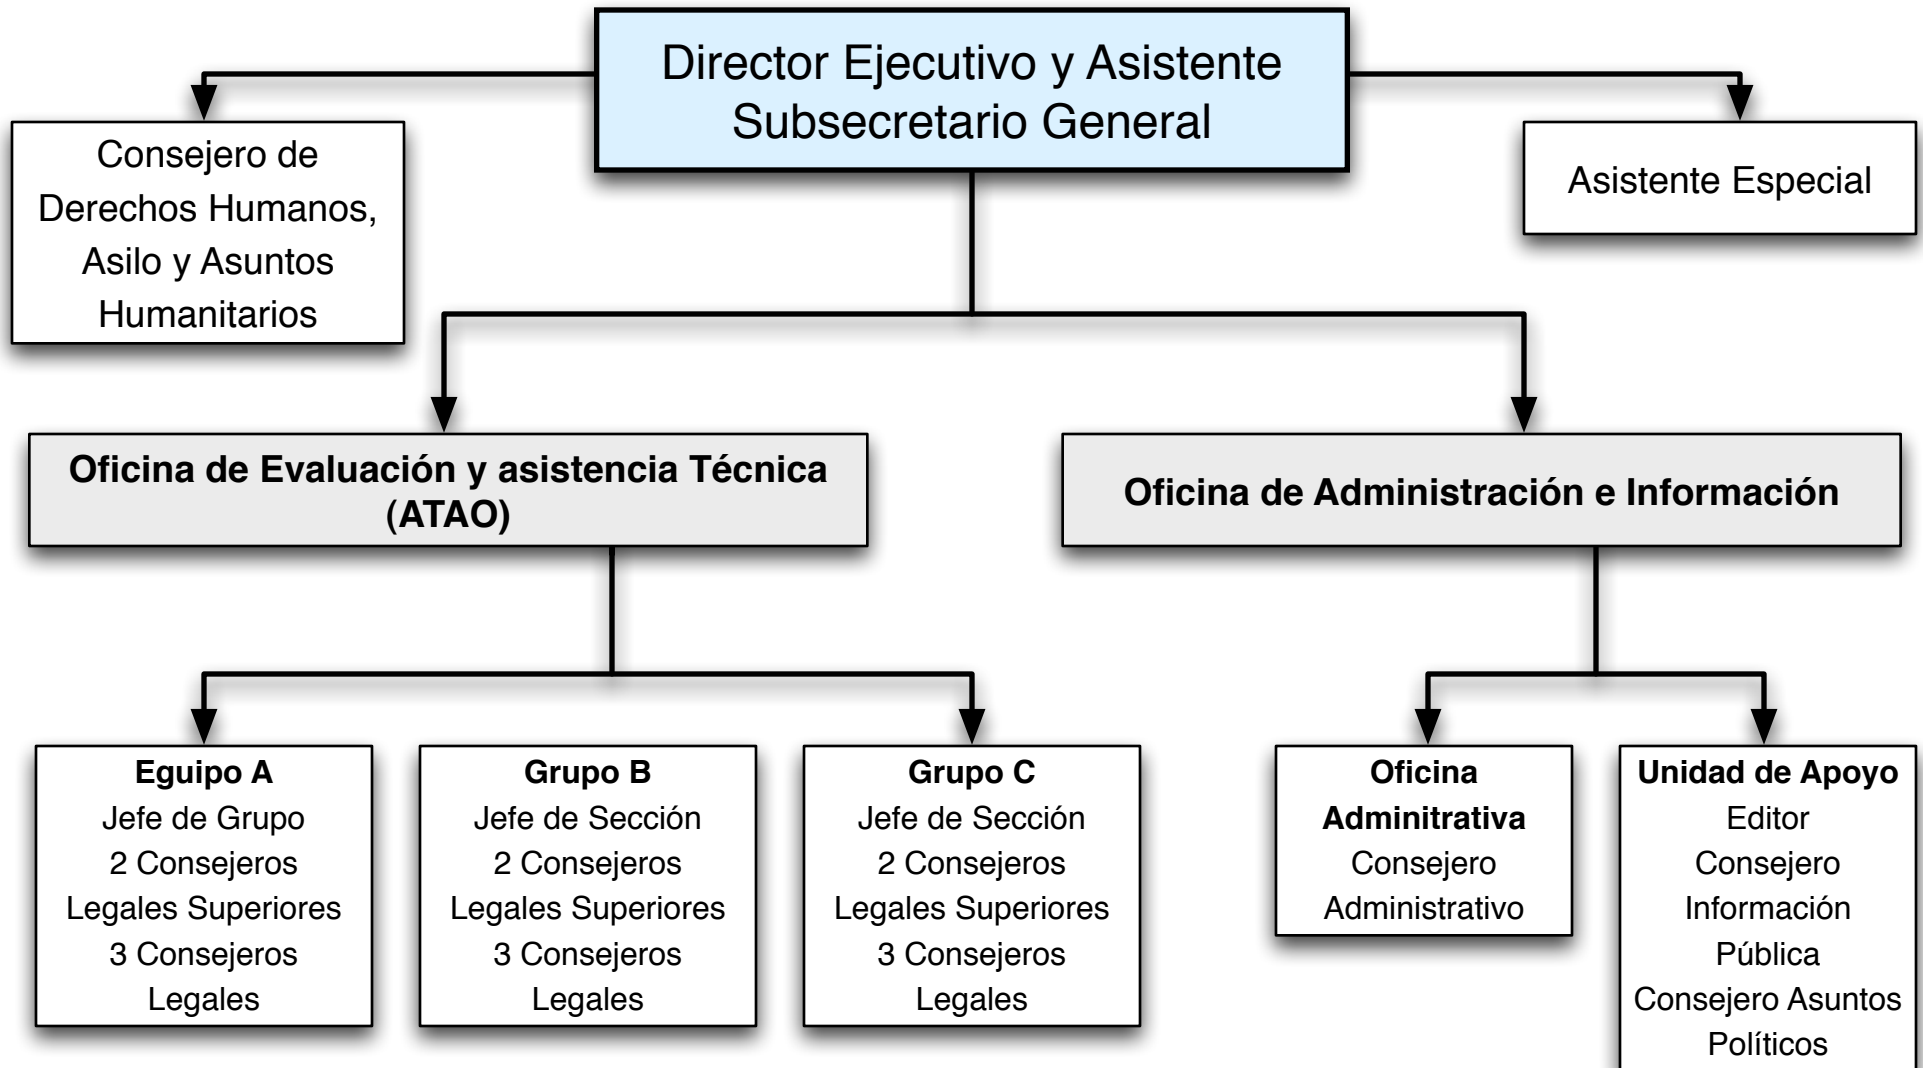 Director Ejecutivo y Asistente
Subsecretario General
Consejero de
Derechos Humanos,
Asilo y Asuntos
Humanitarios
Asistente Especial
Oficina de Evaluación y asistencia Técnica
(ATAO)
Oficina de Administración e Información
Eguipo A
Jefe de Grupo
2 Consejeros
Legales Superiores
3 Consejeros
Legales
Grupo B
Jefe de Sección
2 Consejeros
Legales Superiores
3 Consejeros
Legales
Grupo C
Jefe de Sección
2 Consejeros
Legales Superiores
3 Consejeros
Legales
Oficina
Adminitrativa
Consejero
Administrativo
Unidad de Apoyo
Editor
Consejero
Información
Pública
Consejero Asuntos
Políticos